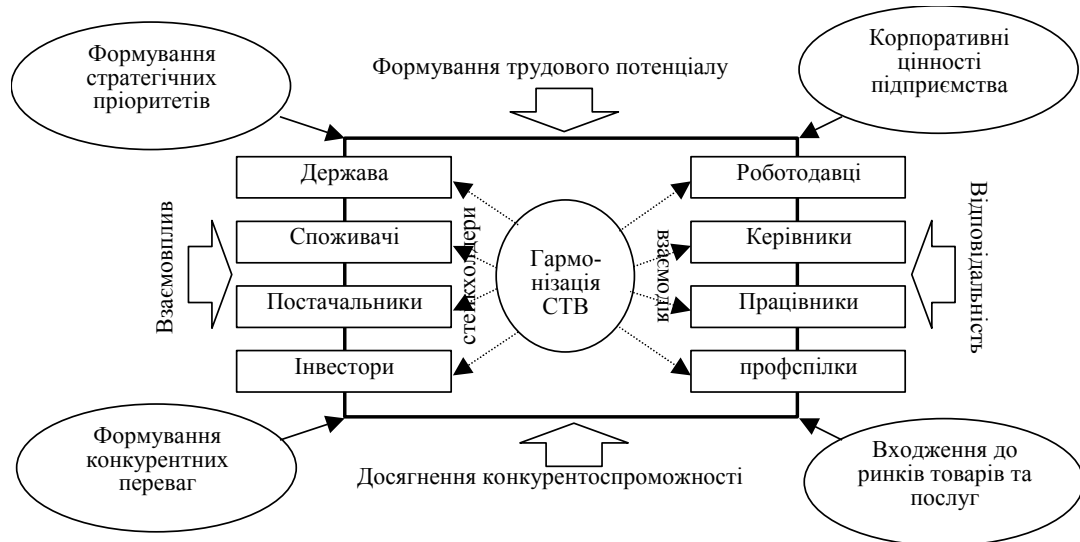 Формування
стратегічних
пріоритетів
Формування трудового потенціалу
Корпоративні
цінності
підприємства
Держава
Споживачі
Постачальники
Інвестори
Взаємовплив
стейкхолдери
Гармо-
нізація
СТВ
взаємодія
Роботодавці
Керівники
Працівники
профспілки
Відповідальність
Формування
конкурентних
переваг
Досягнення конкурентоспроможності
Входження до
ринків товарів та
послуг